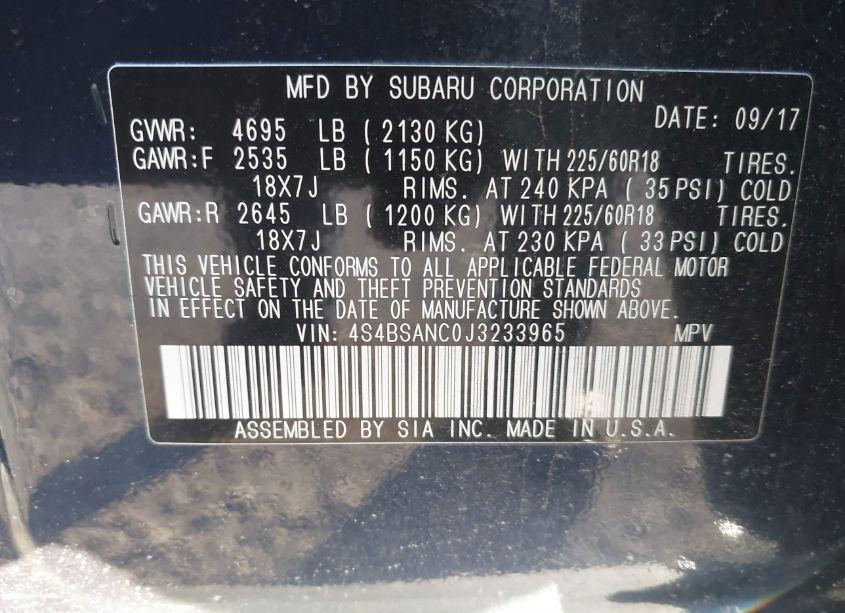 MFD BY SUBARU CORPORATION
DATE: 09/17
GVWR: 4695 LB ( 2130 KG)
GAWR:F 2535 LB ( 1150 KG) WITH 225/60R18 TIRES.
18X7J RIMS. AT 240 KPA ( 35 PSI) COLD
GAWR:R 2645 LB ( 1200 KG) WITH 225/60R18 TIRES.
18X7J RIMS. AT 230 KPA ( 33 PSI) COLD
THIS VEHICLE CONFORMS TO ALL APPLICABLE FEDERAL MOTOR
VEHICLE SAFETY AND THEFT PREVENTION STANDARDS
IN EFFECT ON THE DATE OF MANUFACTURE SHOWN ABOVE.
VIN: 4S4BSANC0J3233965 MPV
ASSEMBLED BY SIA INC. MADE IN U.S.A.